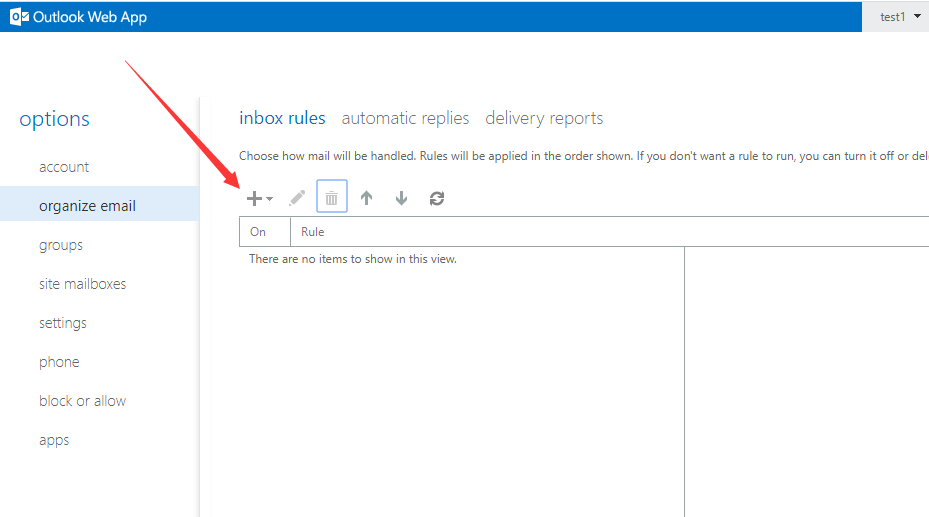 Outlook Web App
test1
options
account
organize email
groups
site mailboxes
settings
phone
block or allow
apps
inbox rules automatic replies delivery reports
Choose how mail will be handled. Rules will be applied in the order shown. If you don't want a rule to run, you can turn it off or del
On Rule
There are no items to show in this view.